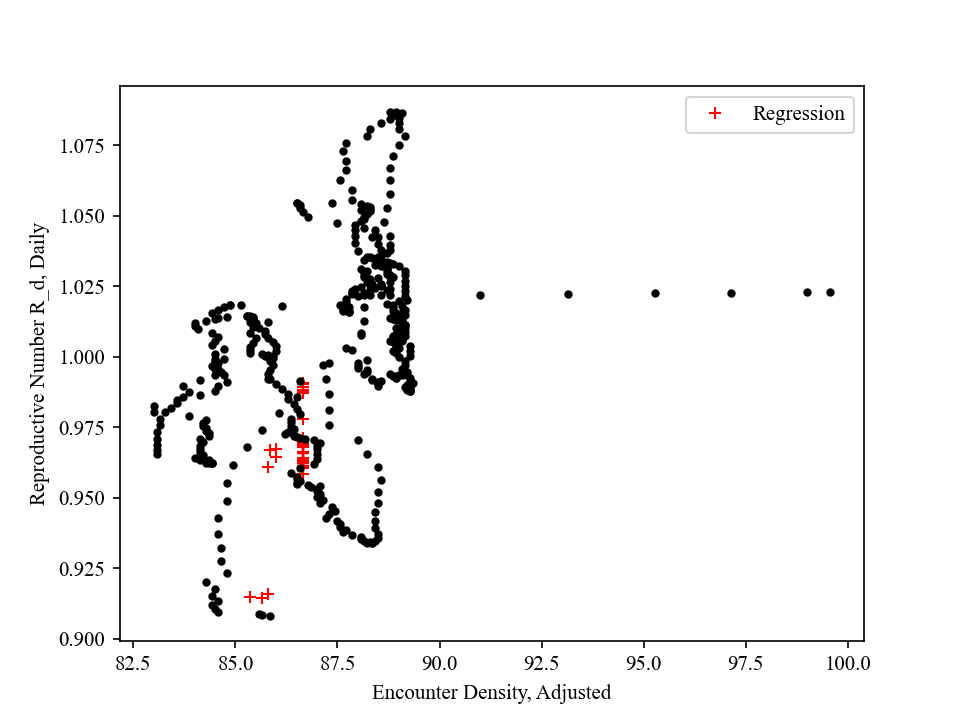 Regression
1.075
1.050
1.025
1.000
0.975
0.950
0.925
0.900
Reproductive Number R_d, Daily
82.5 85.0 87.5 90.0 92.5 95.0 97.5 100.0
Encounter Density, Adjusted